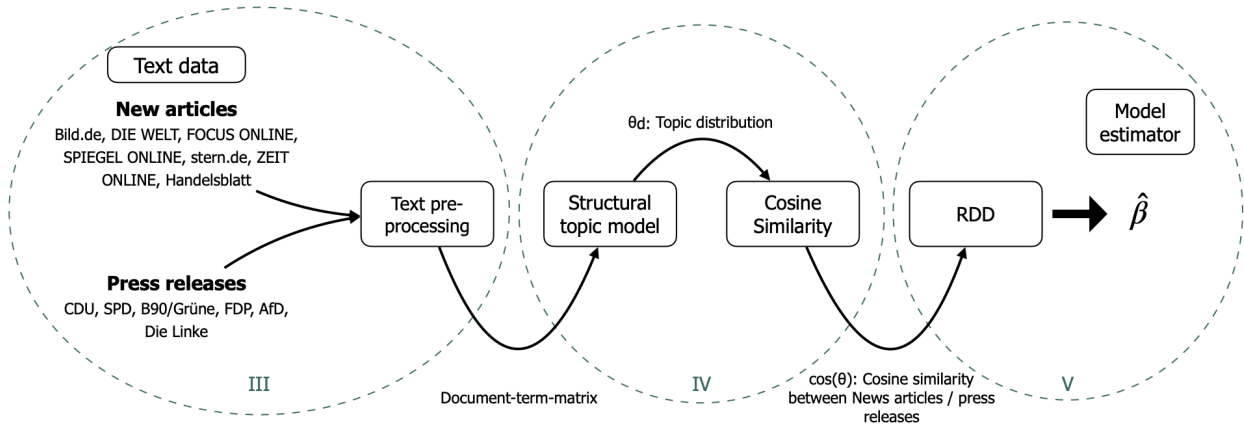 Text data
New articles
Bild.de, DIE WELT, FOCUS ONLINE,
SPIEGEL ONLINE, stern.de, ZEIT
ONLINE, Handelsblatt
Text pre-
processing
Press releases
CDU, SPD, B90/Grüne, FDP, AfD,
Die Linke
III
Document-term-matrix
θd: Topic distribution
Structural
topic model
Cosine
Similarity
IV
cos(θ): Cosine similarity
between News articles / press
releases
Model
estimator
RDD
β̂
V